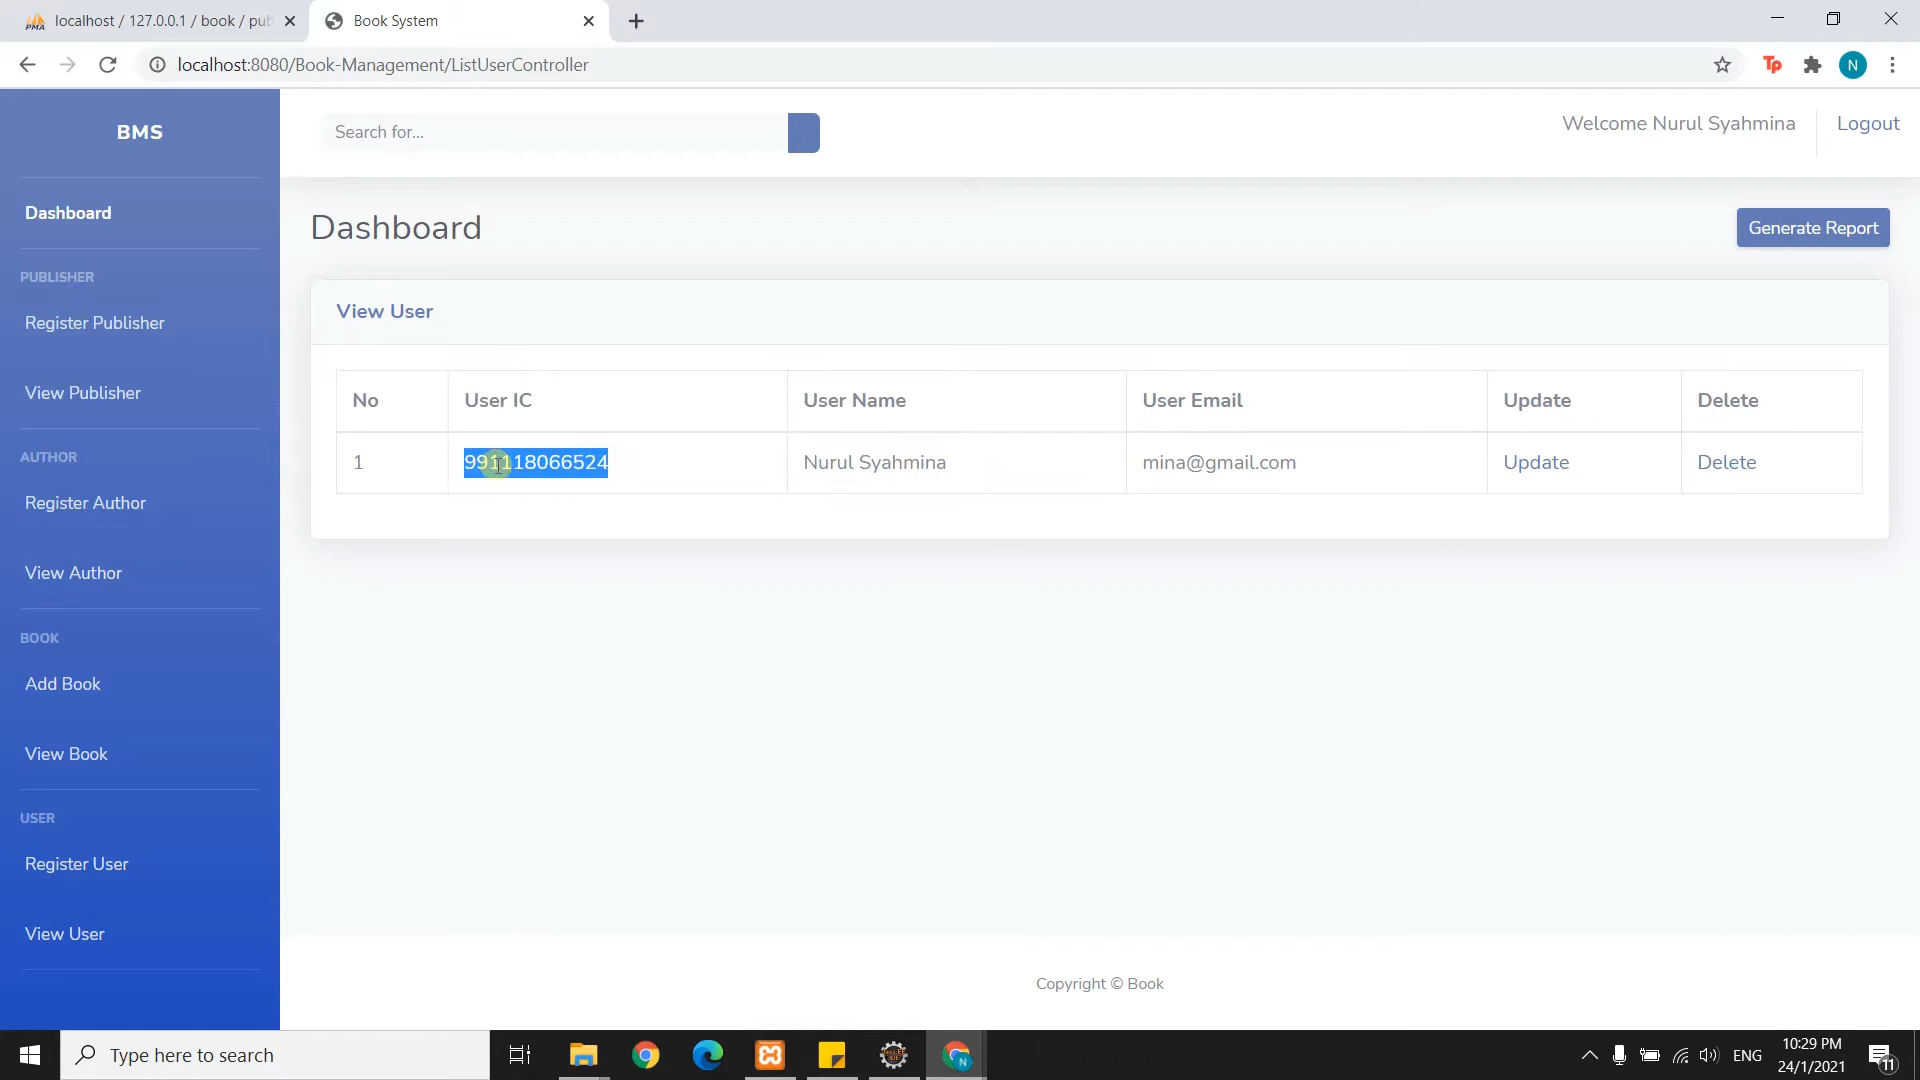 localhost / 127.0.0.1 / book / pub
Book System
localhost:8080/Book-Management/ListUserController
N
BMS
Search for...
Welcome Nurul Syahmina
Logout
Dashboard
Dashboard
Generate Report
PUBLISHER
Register Publisher
View Publisher
AUTHOR
Register Author
View Author
BOOK
Add Book
View Book
USER
Register User
View User
View User
No User IC User Name User Email Update Delete
1 991118066524 Nurul Syahmina mina@gmail.com Update Delete
Copyright © Book
Type here to search
ENG
10:29 PM
24/1/2021
11